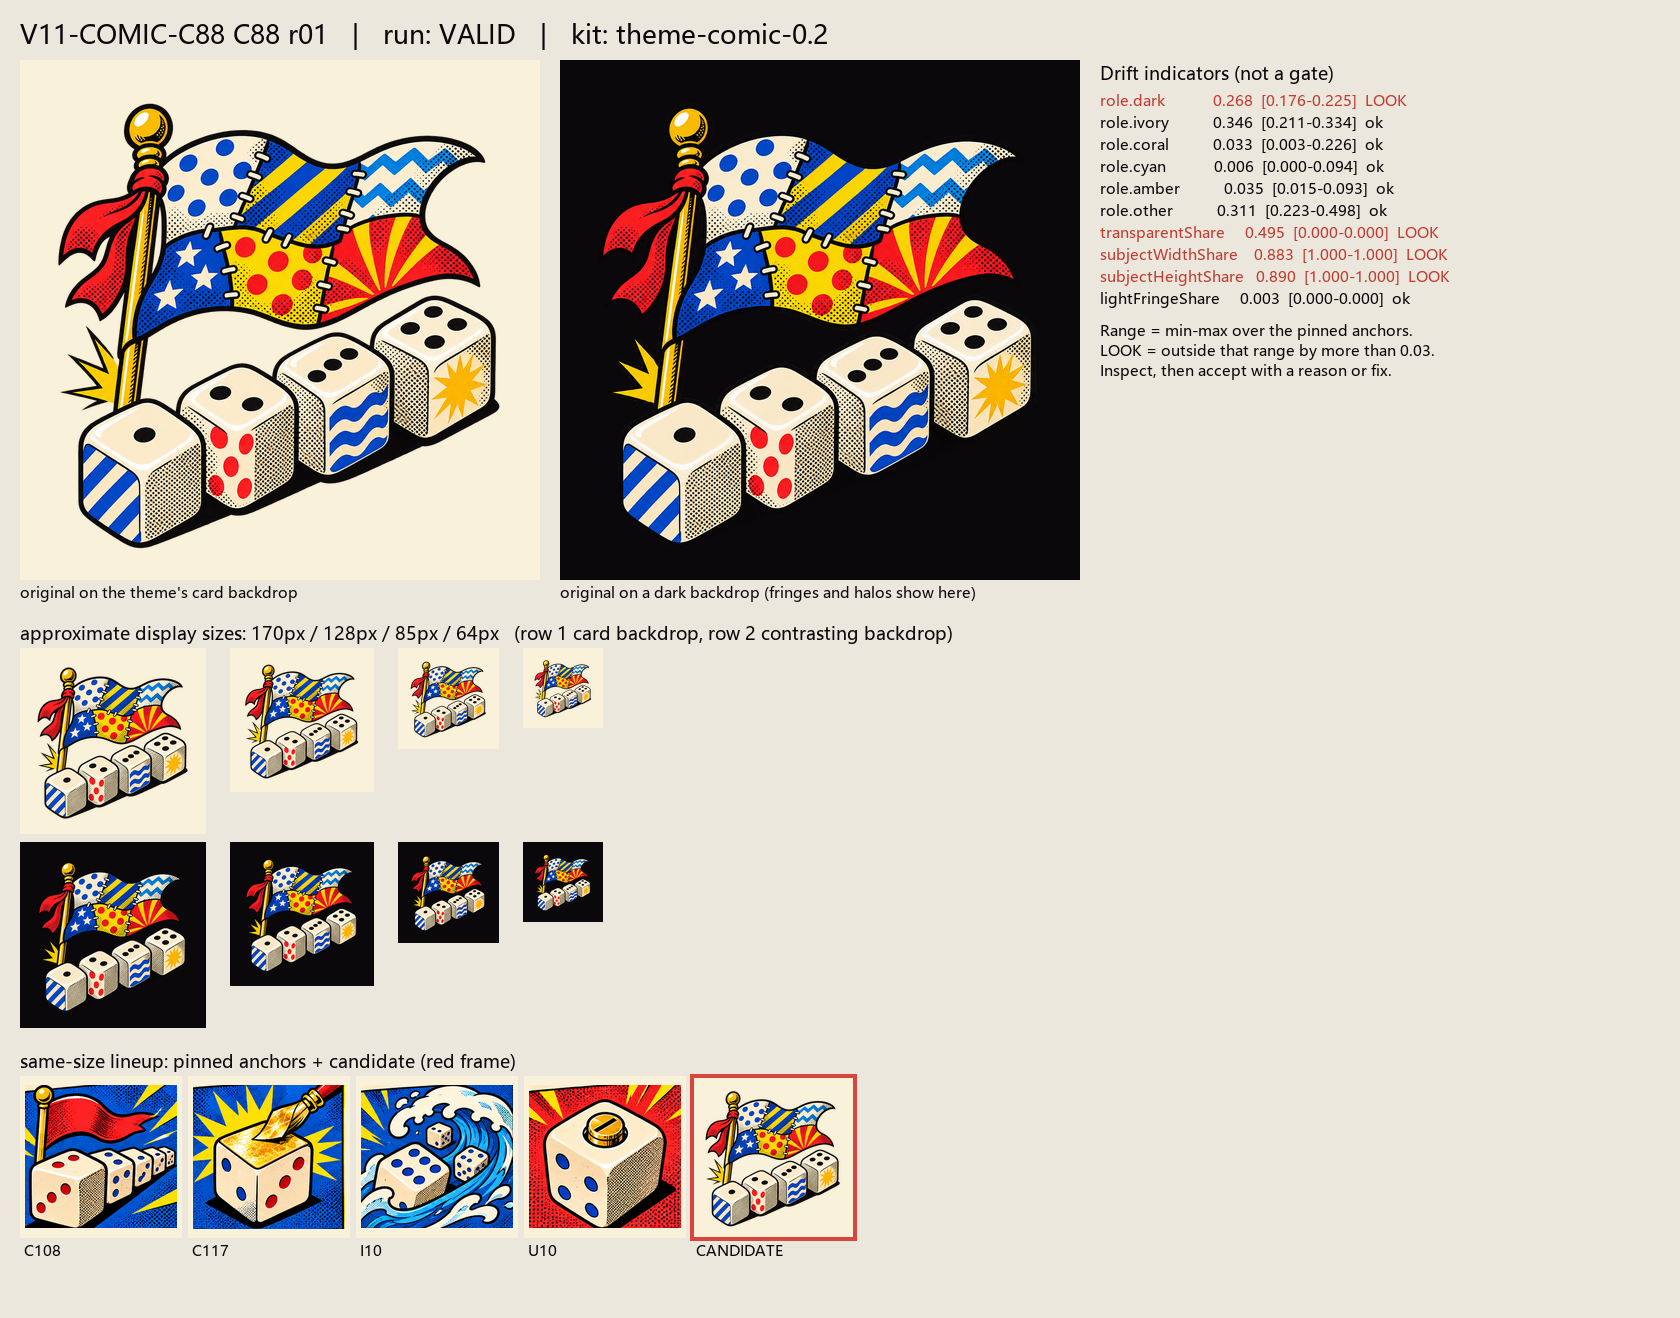 V11-COMIC-C88 C88 r01 | run: VALID | kit: theme-comic-0.2
Drift indicators (not a gate)
role.dark 0.268 [0.176-0.225] LOOK
role.ivory 0.346 [0.211-0.334] ok
role.coral 0.033 [0.003-0.226] ok
role.cyan 0.006 [0.000-0.094] ok
role.amber 0.035 [0.015-0.093] ok
role.other 0.311 [0.223-0.498] ok
transparentShare 0.495 [0.000-0.000] LOOK
subjectWidthShare 0.883 [1.000-1.000] LOOK
subjectHeightShare 0.890 [1.000-1.000] LOOK
lightFringeShare 0.003 [0.000-0.000] ok
Range = min-max over the pinned anchors.
LOOK = outside that range by more than 0.03.
Inspect, then accept with a reason or fix.
original on the theme's card backdrop
original on a dark backdrop (fringes and halos show here)
approximate display sizes: 170px / 128px / 85px / 64px (row 1 card backdrop, row 2 contrasting backdrop)
same-size lineup: pinned anchors + candidate (red frame)
C108
C117
I10
U10
CANDIDATE